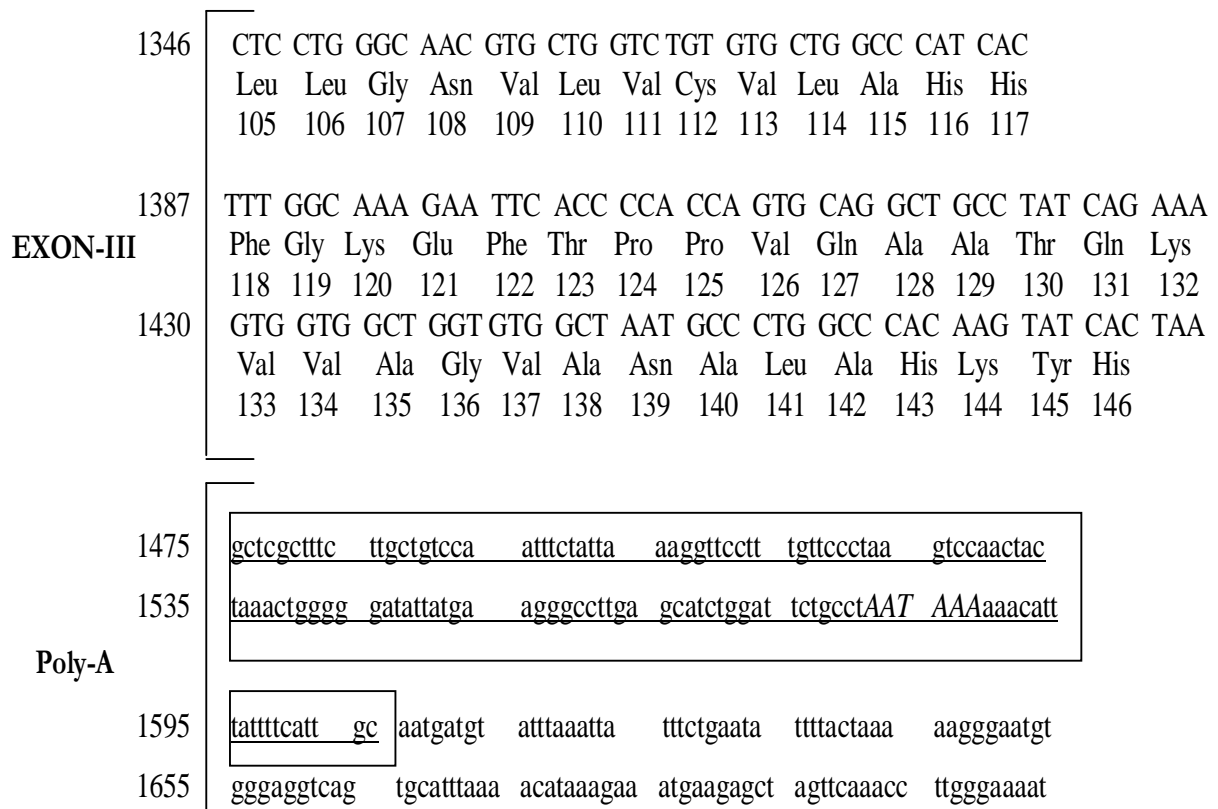 1346 CTC CTG GGC AAC GTG CTG GTC TGT GTG CTG GCC CAT CAC
Leu Leu Gly Asn Val Leu Val Cys Val Leu Ala His His
105 106 107 108 109 110 111 112 113 114 115 116 117
1387 TTT GGC AAA GAA TTC ACC CCA CCA GTG CAG GCT GCC TAT CAG AAA
EXON-III Phe Gly Lys Glu Phe Thr Pro Pro Val Gln Ala Ala Thr Gln Lys
118 119 120 121 122 123 124 125 126 127 128 129 130 131 132
1430 GTG GTG GCT GGT GTG GCT AAT GCC CTG GCC CAC AAG TAT CAC TAA
Val Val Ala Gly Val Ala Asn Ala Leu Ala His Lys Tyr His
133 134 135 136 137 138 139 140 141 142 143 144 145 146
1475 gctcgctttc ttgctgtcca atttctatta aaggttcctt tgttccctaa gtccaactac
1535 taaactgggg gatattatga agggccttga gcatctggat tctgcctAAT AAAaaacatt
Poly-A
1595 tattttcatt gc aatgatgt atttaaatta tttctgaata ttttactaaa aagggaatgt
1655 gggaggtcag tgcatttaaa acataaagaa atgaagagct agttcaaacc ttgggaaaat